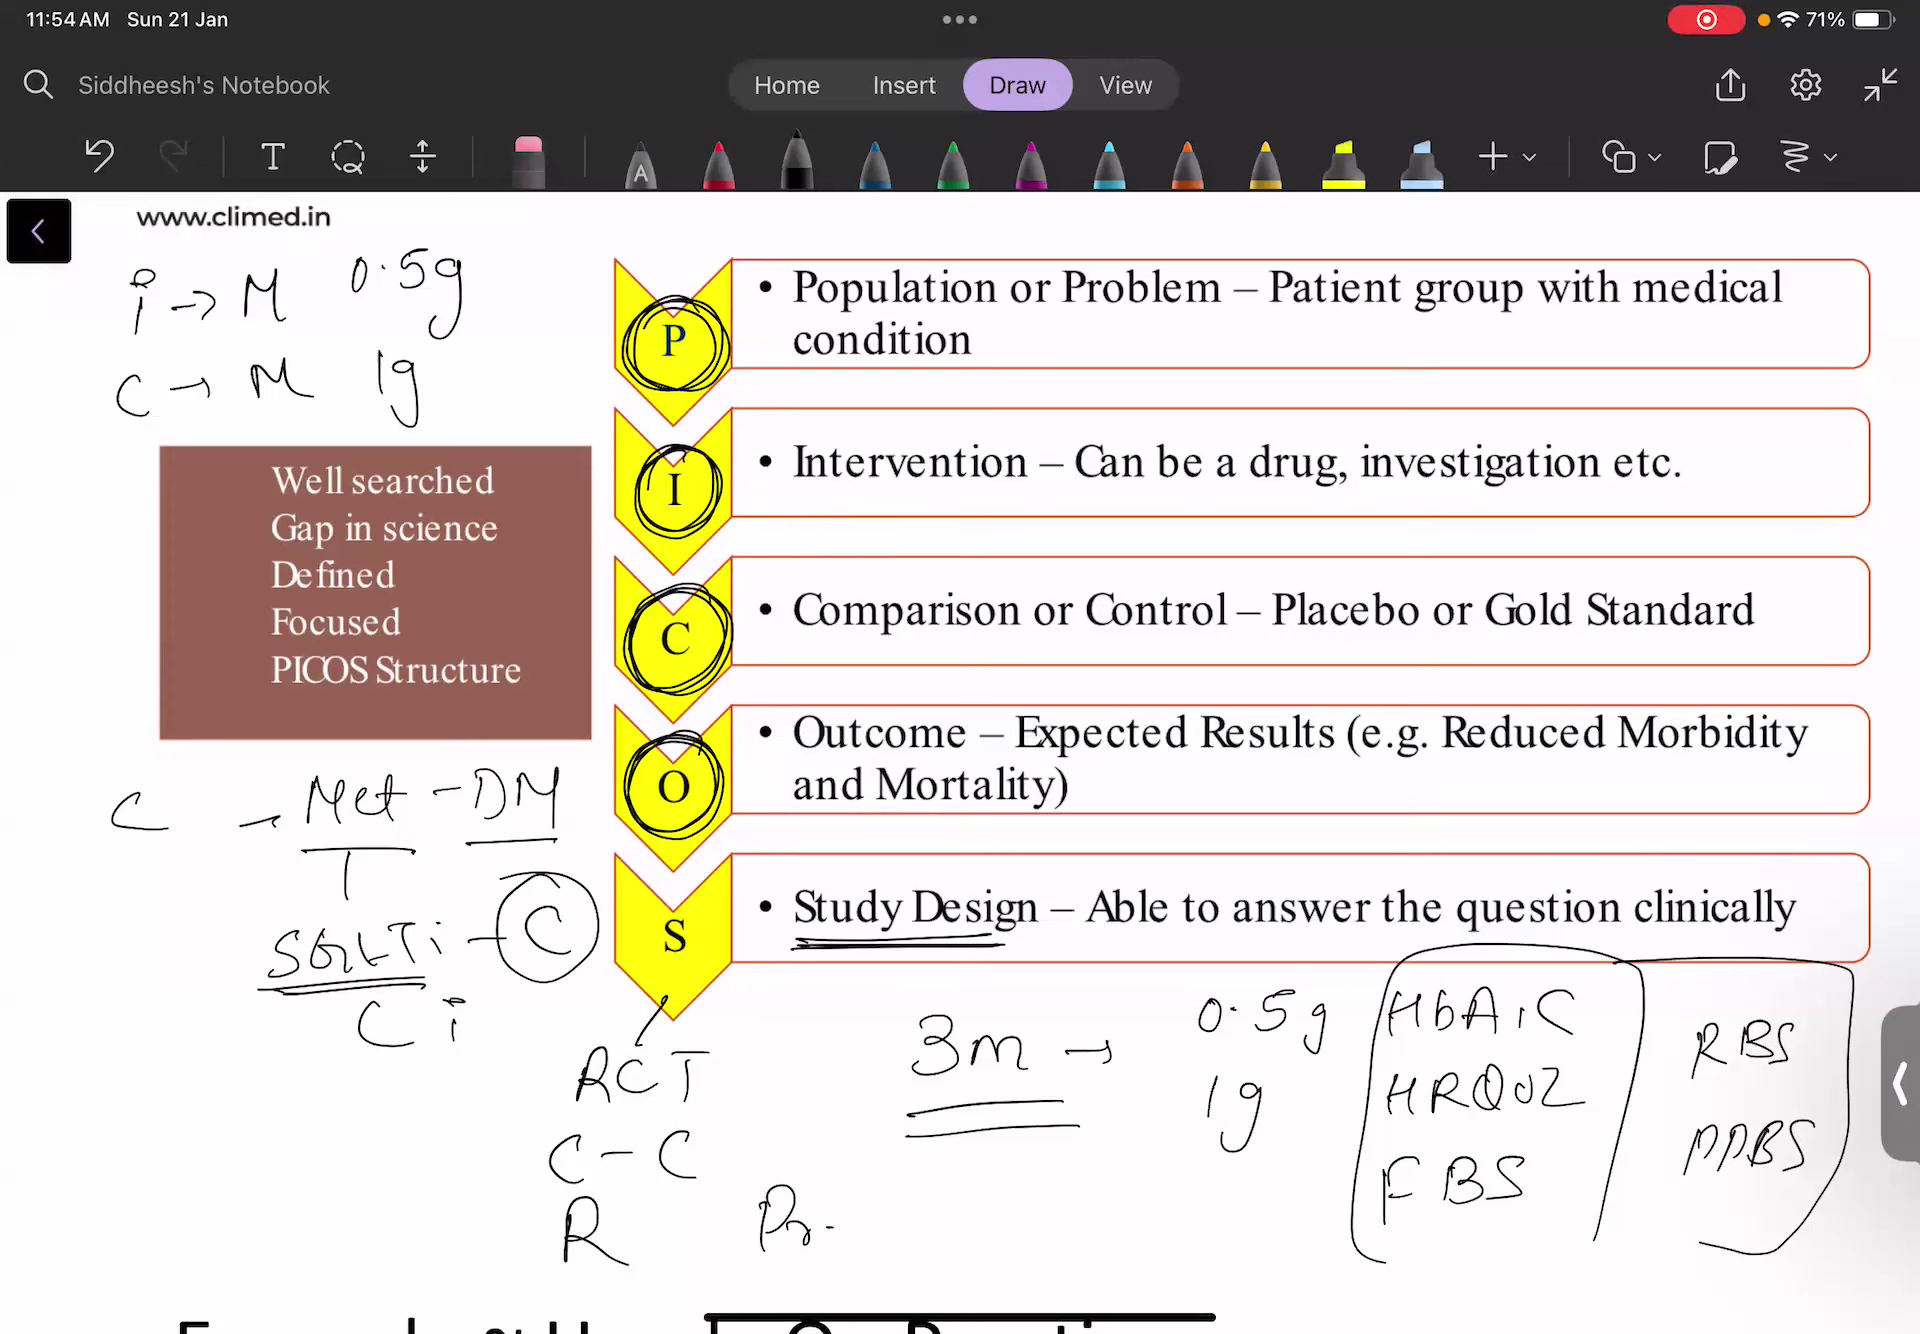 11:54 AM Sun 21 Jan
71%
Siddheesh's Notebook
Home Insert Draw View
T
A
www.climed.in
i → M 0.5g
C → M 1g
Well searched
Gap in science
Defined
Focused
PICOS Structure
P
• Population or Problem – Patient group with medical
condition
I
• Intervention – Can be a drug, investigation etc.
C
• Comparison or Control – Placebo or Gold Standard
O
• Outcome – Expected Results (e.g. Reduced Morbidity
and Mortality)
S
• Study Design – Able to answer the question clinically
C → Met - DM
SGLTi - C
C i
RCT
C - C
R
3m → 0.5g
1g
HbA1C
HRQOL
FBS
RBS
PPBS